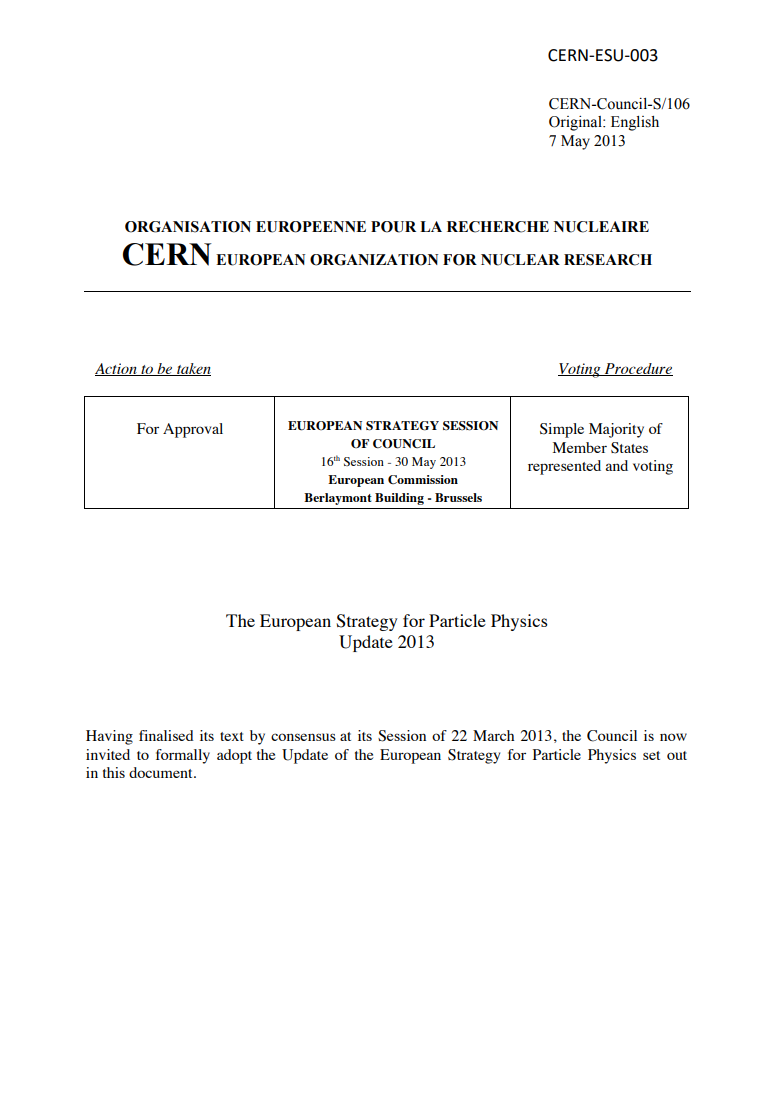 CERN-ESU-003
CERN-Council-S/106
Original: English
7 May 2013
ORGANISATION EUROPEENNE POUR LA RECHERCHE NUCLEAIRE
CERN EUROPEAN ORGANIZATION FOR NUCLEAR RESEARCH
Action to be taken
Voting Procedure
For Approval
EUROPEAN STRATEGY SESSION
OF COUNCIL
16th Session - 30 May 2013
European Commission
Berlaymont Building - Brussels
Simple Majority of
Member States
represented and voting
The European Strategy for Particle Physics
Update 2013
Having finalised its text by consensus at its Session of 22 March 2013, the Council is now
invited to formally adopt the Update of the European Strategy for Particle Physics set out
in this document.